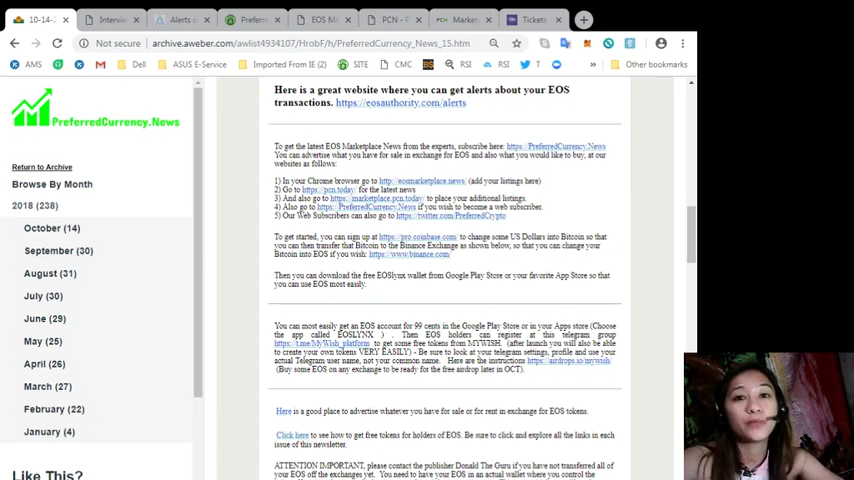 10-14-2
Interview
Alerts o
Preferre
EOS MA
PCN - P
Market
Tickets
Not secure | archive.aweber.com/awlist4934107/HrobF/h/PreferredCurrency_News_15.htm
AMS
Dell
ASUS E-Service
Imported From IE (2)
SITE
CMC
BS
RSI
RSI
T
»
Other bookmarks
PreferredCurrency.News
Return to Archive
Browse By Month
2018 (238)
October (14)
September (30)
August (31)
July (30)
June (29)
May (25)
April (26)
March (27)
February (22)
January (4)
Like This?
Here is a great website where you can get alerts about your EOS
transactions. https://eosauthority.com/alerts
To get the latest EOS Marketplace News from the experts, subscribe here: https://PreferredCurrency.News
You can advertise what you have for sale in exchange for EOS and also what you would like to buy, at our
websites as follows:
1) In your Chrome browser go to http://eosmarketplace.news/ (add your listings here)
2) Go to https://pcn.today/ for the latest news
3) And also go to https://marketplace.pcn.today/ to place your additional listings.
4) Also go to https://PreferredCurrency.News if you wish to become a web subscriber.
5) Our Web Subscribers can also go to https://twitter.com/PreferredCrypto
To get started, you can sign up at https://pro.coinbase.com/ to change some US Dollars into Bitcoin so that
you can then transfer that Bitcoin to the Binance Exchange as shown below, so that you can change your
Bitcoin into EOS if you wish: https://www.binance.com/
Then you can download the free EOSlynx wallet from Google Play Store or your favorite App Store so that
you can use EOS most easily.
You can most easily get an EOS account for 99 cents in the Google Play Store or in your Apps store (Choose
the app called EOSLYNX ) . Then EOS holders can register at this telegram group
https://t.me/MyWish_platform to get some free tokens from MYWISH. (after launch you will also be able
to create your own tokens VERY EASILY) - Be sure to look at your telegram settings, profile and use your
actual Telegram user name, not your common name. Here are the instructions https://airdrops.io/mywish/
(Buy some EOS on any exchange to be ready for the free airdrop later in OCT).
Here is a good place to advertise whatever you have for sale or for rent in exchange for EOS tokens.
Click here to see how to get free tokens for holders of EOS. Be sure to click and explore all the links in each
issue of this newsletter.
ATTENTION IMPORTANT, please contact the publisher Donald The Guru if you have not transferred all of
your EOS off the exchanges yet. You need to have your EOS in an actual wallet where you control the